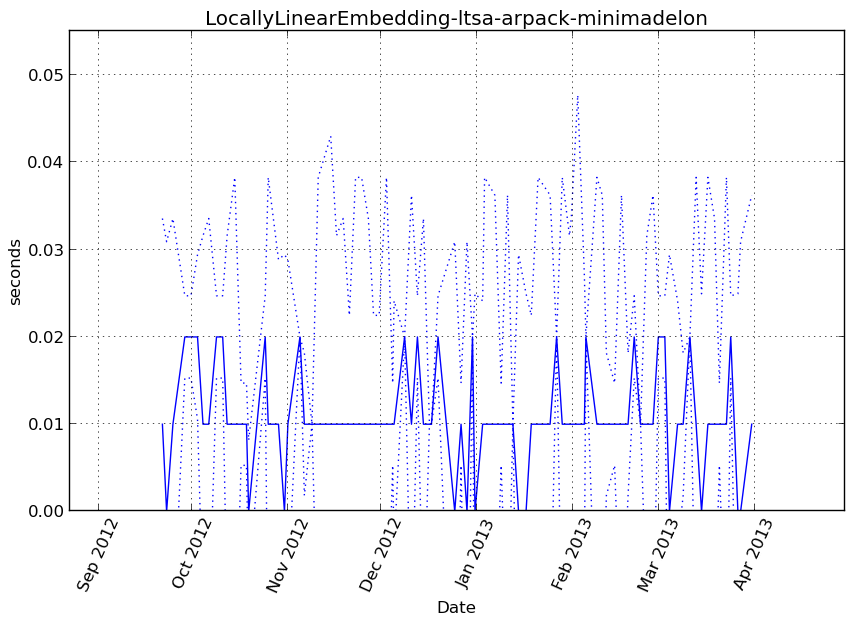 LocallyLinearEmbedding-ltsa-arpack-minimadelon
0.05
0.04
0.03
0.02
0.01
0.00
seconds
Sep 2012
Oct 2012
Nov 2012
Dec 2012
Jan 2013
Feb 2013
Mar 2013
Apr 2013
Date